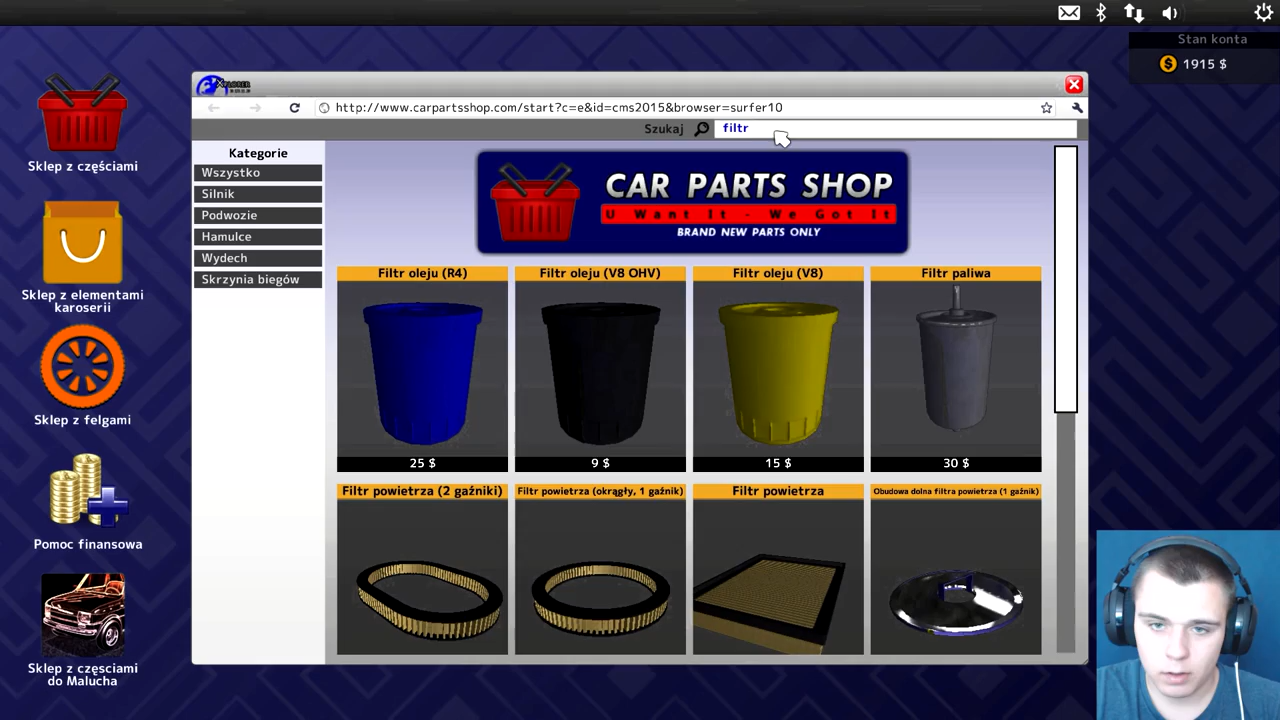 Stan konta
1915 $
Sklep z częściami
Sklep z elementami
karoserii
Sklep z felgami
Pomoc finansowa
Sklep z częsciami
do Malucha
http://www.carpartsshop.com/start?c=e&id=cms2015&browser=surfer10
Szukaj
filtr
Kategorie
Wszystko
Silnik
Podwozie
Hamulce
Wydech
Skrzynia biegów
CAR PARTS SHOP
U Want It - We Got It
BRAND NEW PARTS ONLY
Filtr oleju (R4)
25 $
Filtr oleju (V8 OHV)
9 $
Filtr oleju (V8)
15 $
Filtr paliwa
30 $
Filtr powietrza (2 gaźniki)
Filtr powietrza (okrągły, 1 gaźnik)
Filtr powietrza
Obudowa dolna filtra powietrza (1 gaźnik)